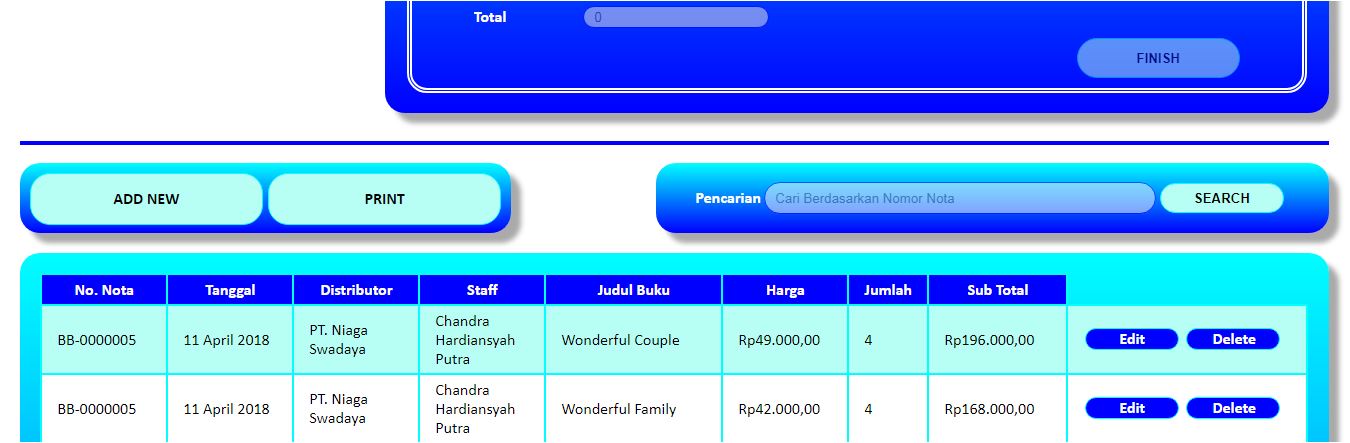 Total 0
FINISH
ADD NEW PRINT Pencarian Cari Berdasarkan Nomor Nota SEARCH
No. Nota Tanggal Distributor Staff Judul Buku Harga Jumlah Sub Total
BB-0000005 11 April 2018 PT. Niaga Swadaya Chandra Hardiansyah Putra Wonderful Couple Rp49.000,00 4 Rp196.000,00 Edit Delete
BB-0000005 11 April 2018 PT. Niaga Swadaya Chandra Hardiansyah Putra Wonderful Family Rp42.000,00 4 Rp168.000,00 Edit Delete